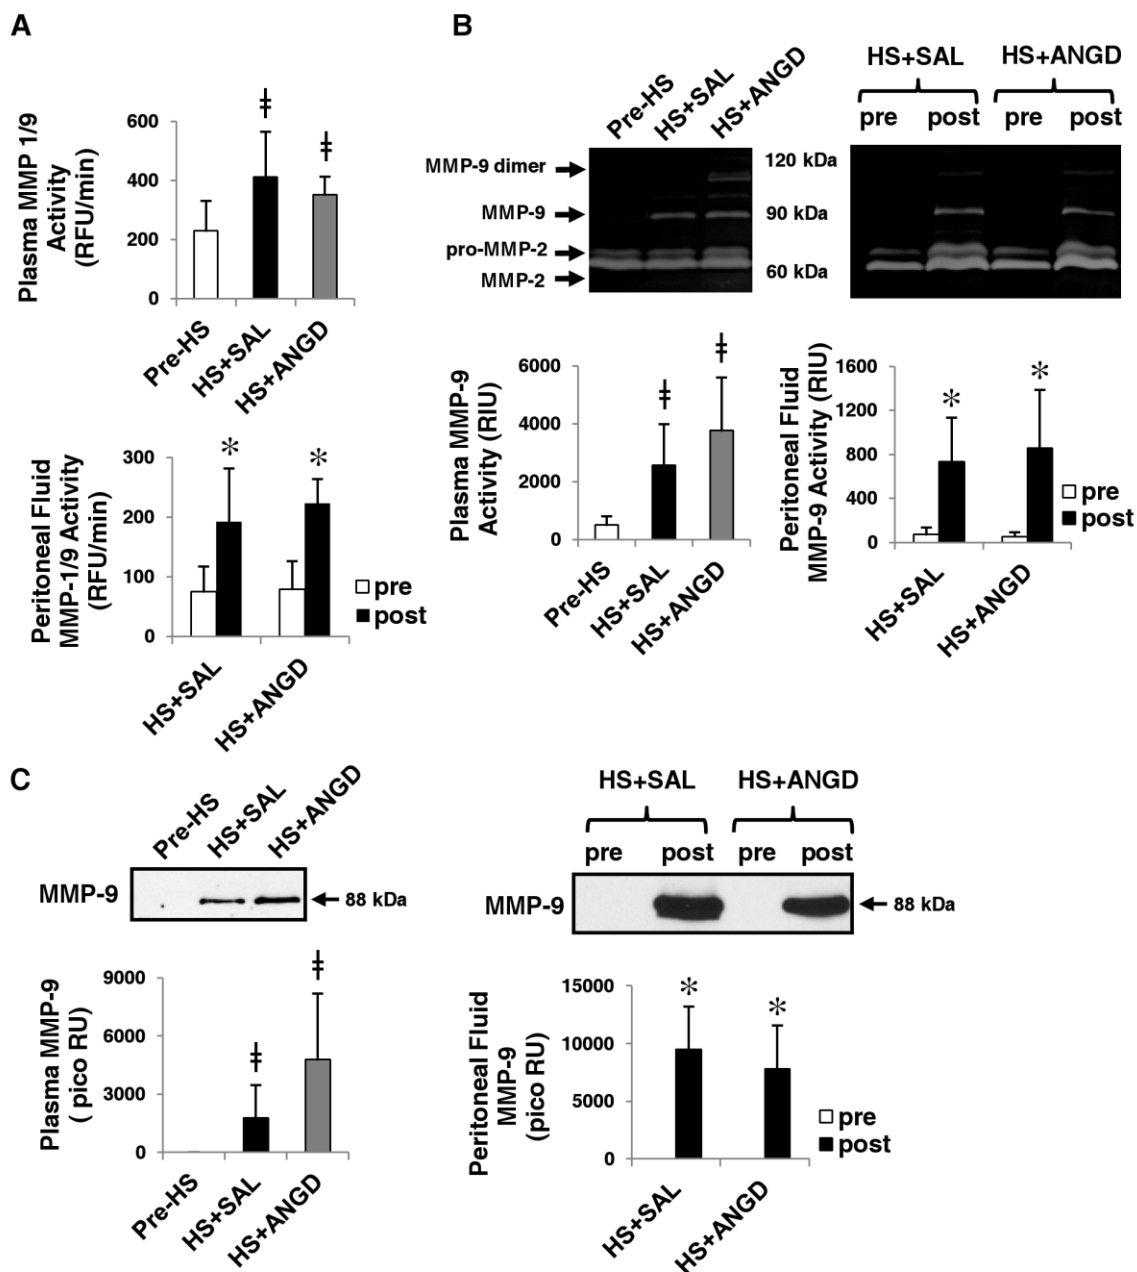 A
Plasma MMP 1/9
Activity
(RFU/min)
600
400
200
0
ǂ
ǂ
Pre-HS
HS+SAL
HS+ANGD
Peritoneal Fluid
MMP-1/9 Activity
(RFU/min)
300
200
100
0
*
*
pre
post
HS+SAL
HS+ANGD
B
Pre-HS
HS+SAL
HS+ANGD
MMP-9 dimer
MMP-9
pro-MMP-2
MMP-2
120 kDa
90 kDa
60 kDa
HS+SAL
HS+ANGD
pre
post
pre
post
Plasma MMP-9
Activity (RIU)
6000
4000
2000
0
ǂ
ǂ
Pre-HS
HS+SAL
HS+ANGD
Peritoneal Fluid
MMP-9 Activity (RIU)
1600
1200
800
400
0
*
*
pre
post
HS+SAL
HS+ANGD
C
Pre-HS
HS+SAL
HS+ANGD
MMP-9
88 kDa
Plasma MMP-9
( pico RU)
9000
6000
3000
0
ǂ
ǂ
Pre-HS
HS+SAL
HS+ANGD
HS+SAL
HS+ANGD
pre
post
pre
post
MMP-9
88 kDa
Peritoneal Fluid
MMP-9
(pico RU)
15000
10000
5000
0
*
*
pre
post
HS+SAL
HS+ANGD